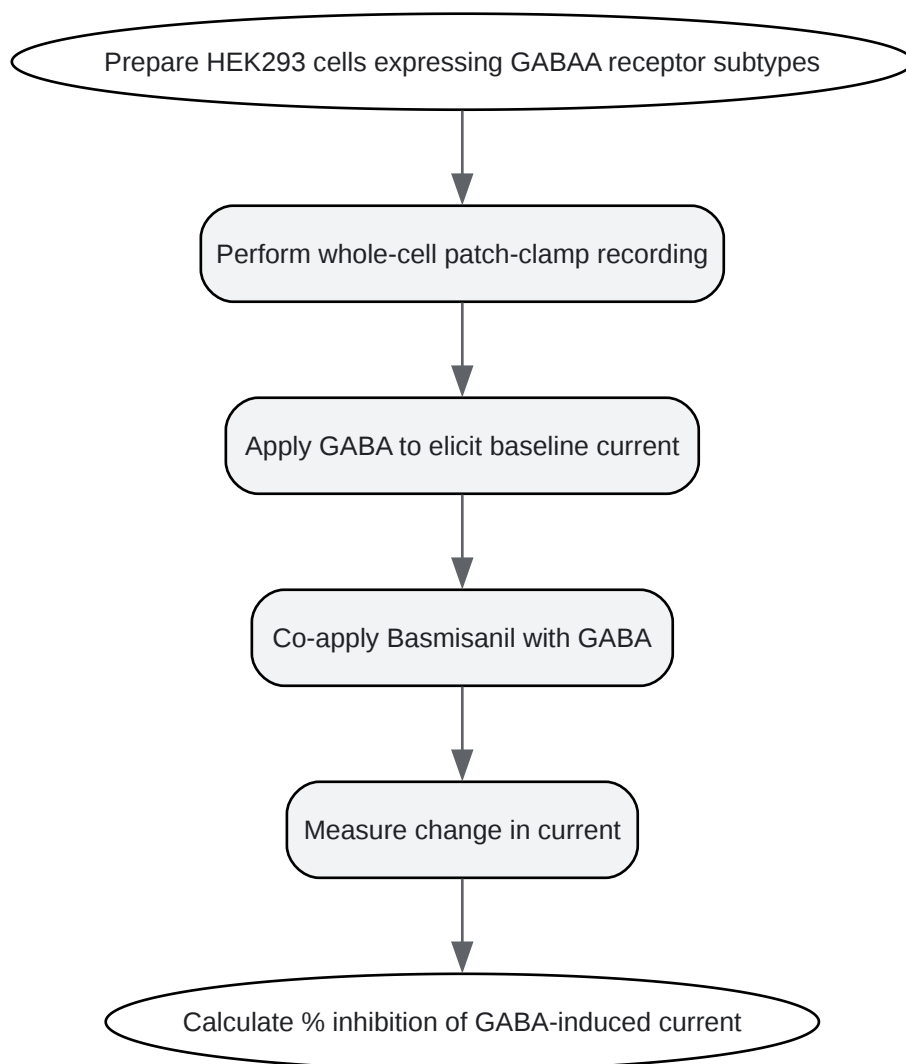 Prepare HEK293 cells expressing GABAA receptor subtypes
Perform whole-cell patch-clamp recording
Apply GABA to elicit baseline current
Co-apply Basmisanil with GABA
Measure change in current
Calculate % inhibition of GABA-induced current